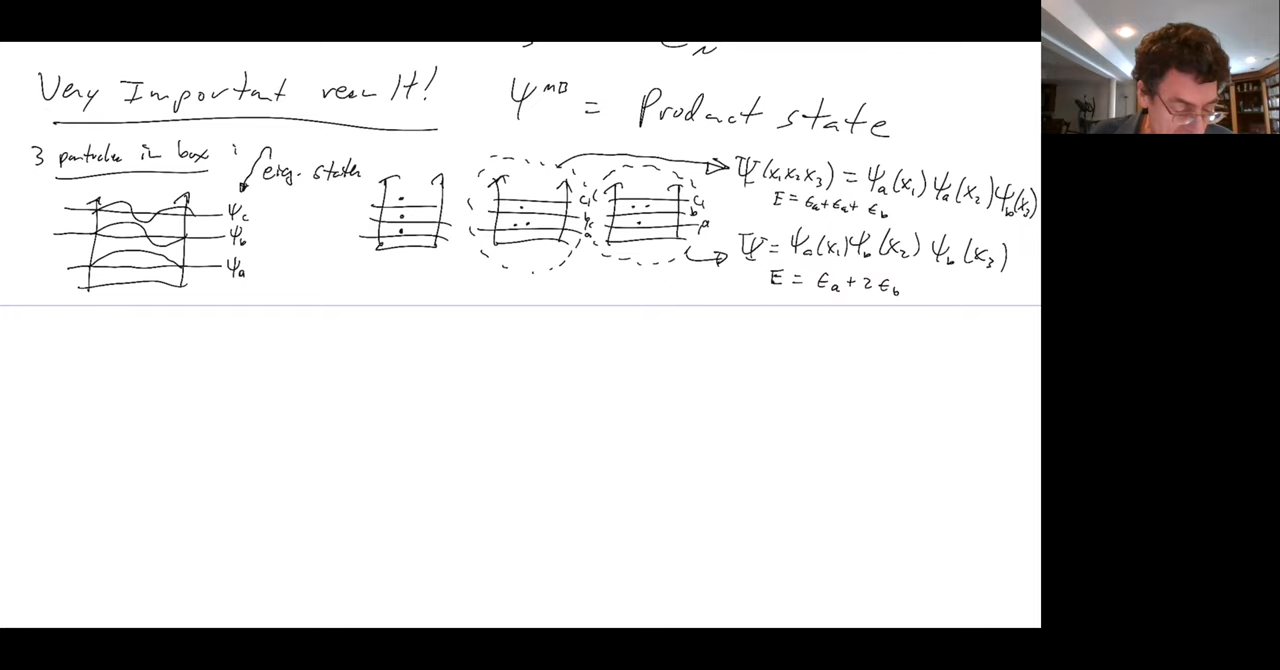 Very Important result!
Ψ^MB = Product state
3 particles in box :
eig. states
ψc
ψb
ψa
c
b
a
c
b
a
Ψ(x₁x₂x₃) = ψa(x₁) ψa(x₂) ψb(x₃)
E = ϵa + ϵa + ϵb
Ψ = ψa(x₁) ψb(x₂) ψb(x₃)
E = ϵa + 2ϵb